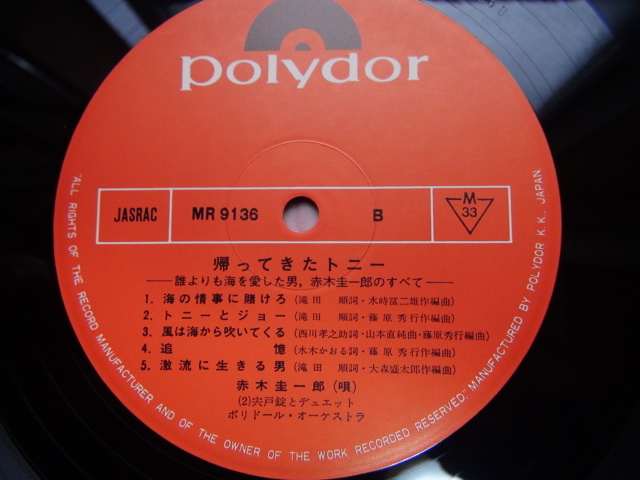 polydor
JASRAC MR 9136 B M 33
帰ってきたトニー
——誰よりも海を愛した男，赤木圭一郎のすべて——
1. 海の情事に賭けろ (滝田 順詞・水時富二雄作編曲)
2. トニーとジョー (滝田 順詞・藤原秀行作編曲)
3. 風は海から吹いてくる (西川孝之助詞・山本直純曲・藤原秀行編曲)
4. 追憶 (水木かおる詞・藤原秀行作編曲)
5. 激流に生きる男 (滝田 順詞・大森盛太郎作編曲)
赤木圭一郎 (唄)
(2)宍戸錠とデュエット
ポリドール・オーケストラ
"ALL RIGHTS OF THE RECORD MANUFACTURER AND OF THE OWNER OF THE WORK RECORDED RESERVED." MANUFACTURED BY POLYDOR K.K., JAPAN.